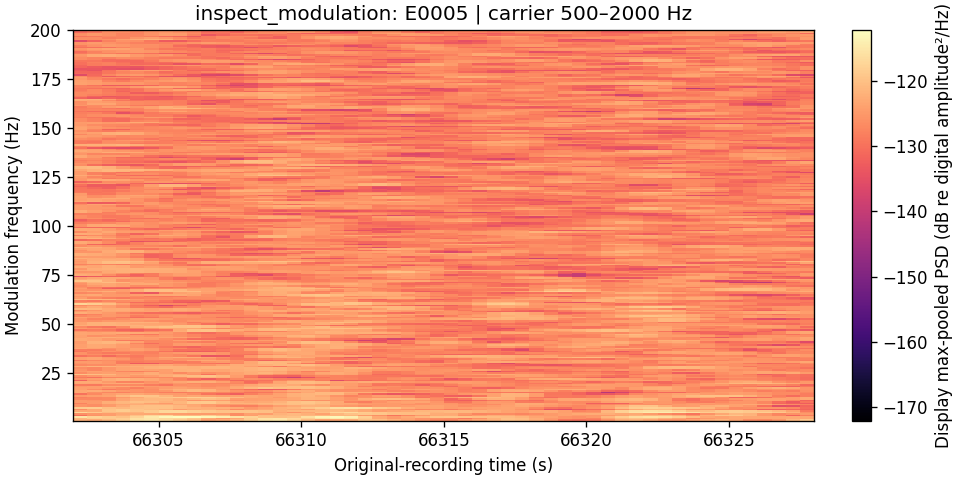 inspect_modulation: E0005 | carrier 500–2000 Hz
Modulation frequency (Hz)
200
175
150
125
100
75
50
25
66305 66310 66315 66320 66325
Original-recording time (s)
−120
−130
−140
−150
−160
−170
Display max-pooled PSD (dB re digital amplitude²/Hz)